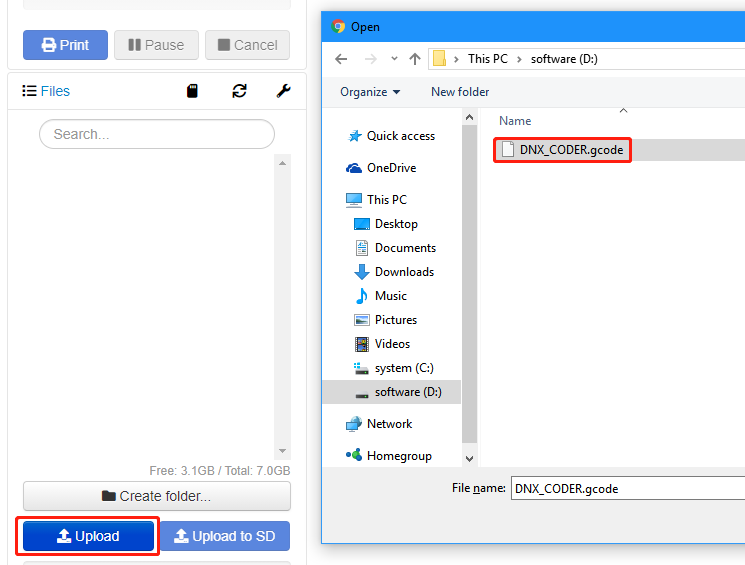 Print
Pause
Cancel
Files
Search...
Free: 3.1GB / Total: 7.0GB
Create folder...
Upload
Upload to SD
Open
This PC
software (D:)
Organize
New folder
Quick access
OneDrive
This PC
Desktop
Documents
Downloads
Music
Pictures
Videos
system (C:)
software (D:)
Network
Homegroup
Name
DNX_CODER.gcode
File name: DNX_CODER.gcode